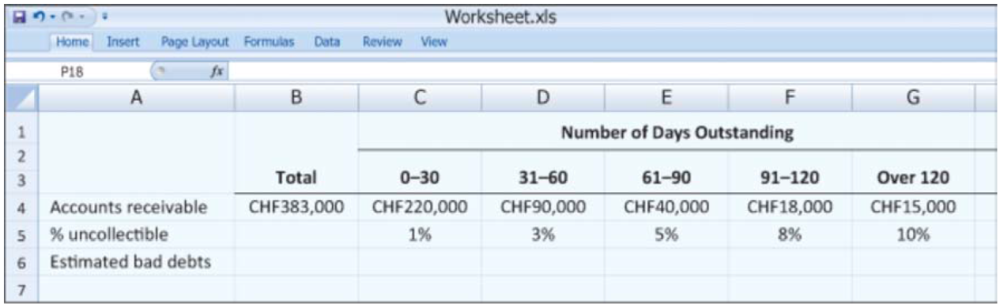 Worksheet.xls
Home Insert Page Layout Formulas Data Review View
P18 fx
A B C D E F G
1 Number of Days Outstanding
2
3 Total 0–30 31–60 61–90 91–120 Over 120
4 Accounts receivable CHF383,000 CHF220,000 CHF90,000 CHF40,000 CHF18,000 CHF15,000
5 % uncollectible 1% 3% 5% 8% 10%
6 Estimated bad debts
7